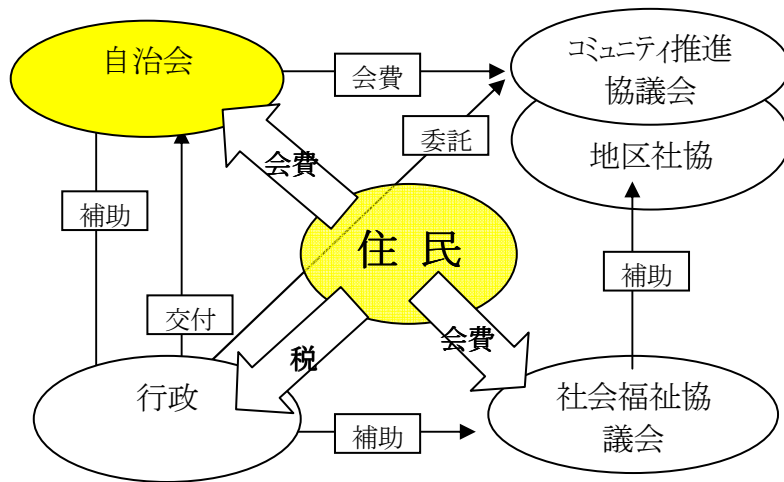 自治会
会費
コミュニティ推進
協議会
委託
会費
地区社協
補助
住 民
補助
交付
会費
税
行政
社会福祉協
議会
補助